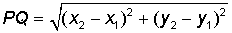 PQ = √(x₂ − x₁)² + (y₂ − y₁)²